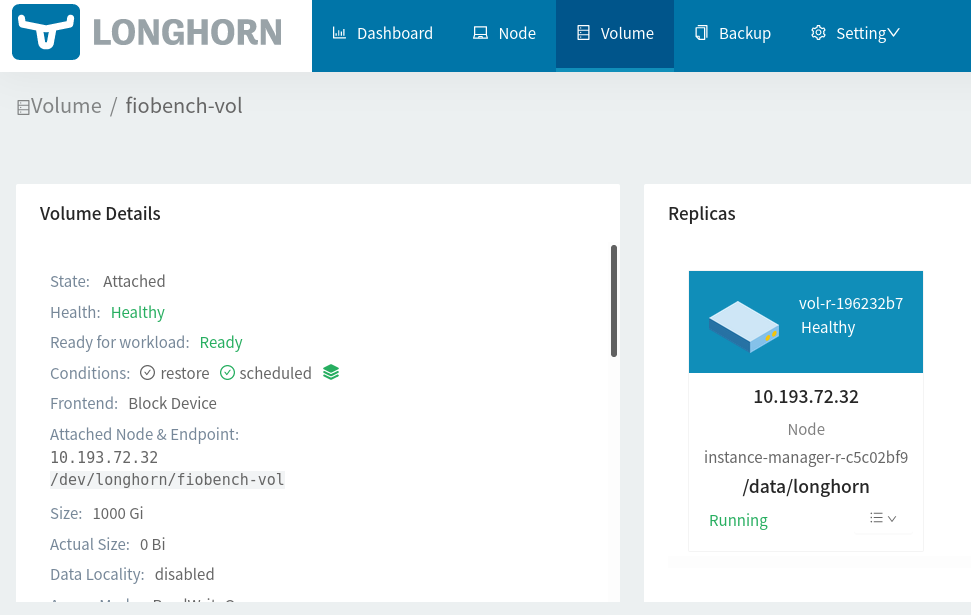 LONGHORN
Dashboard Node Volume Backup Setting
Volume / fiobench-vol
Volume Details
State: Attached
Health: Healthy
Ready for workload: Ready
Conditions: restore scheduled
Frontend: Block Device
Attached Node & Endpoint:
10.193.72.32
/dev/longhorn/fiobench-vol
Size: 1000 Gi
Actual Size: 0 Bi
Data Locality: disabled
Replicas
vol-r-196232b7
Healthy
10.193.72.32
Node
instance-manager-r-c5c02bf9
/data/longhorn
Running